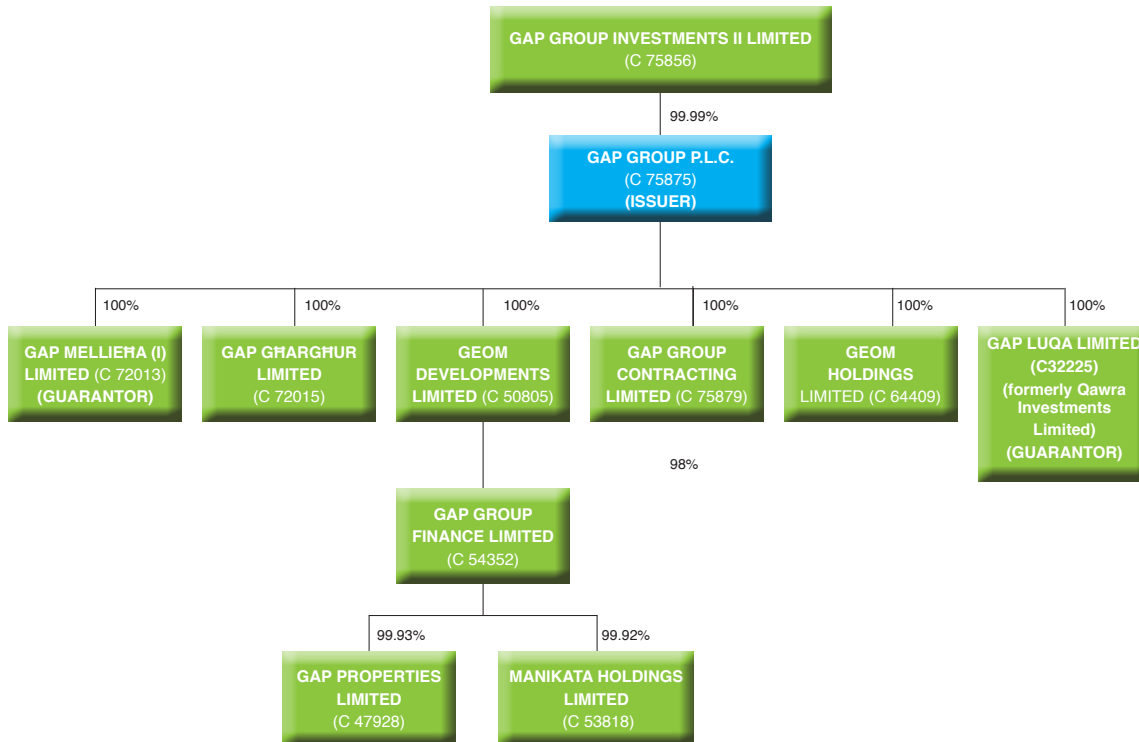 GAP GROUP INVESTMENTS II LIMITED
(C 75856)
99.99%
GAP GROUP P.L.C.
(C 75875)
(ISSUER)
100%
100%
100%
100%
100%
100%
GAP MELLIEĦA (I)
LIMITED (C 72013)
(GUARANTOR)
GAP GĦARGĦUR
LIMITED
(C 72015)
GEOM
DEVELOPMENTS
LIMITED (C 50805)
GAP GROUP
CONTRACTING
LIMITED (C 75879)
GEOM
HOLDINGS
LIMITED (C 64409)
GAP LUQA LIMITED
(C32225)
(formerly Qawra
Investments
Limited)
(GUARANTOR)
98%
GAP GROUP
FINANCE LIMITED
(C 54352)
99.93%
99.92%
GAP PROPERTIES
LIMITED
(C 47928)
MANIKATA HOLDINGS
LIMITED
(C 53818)